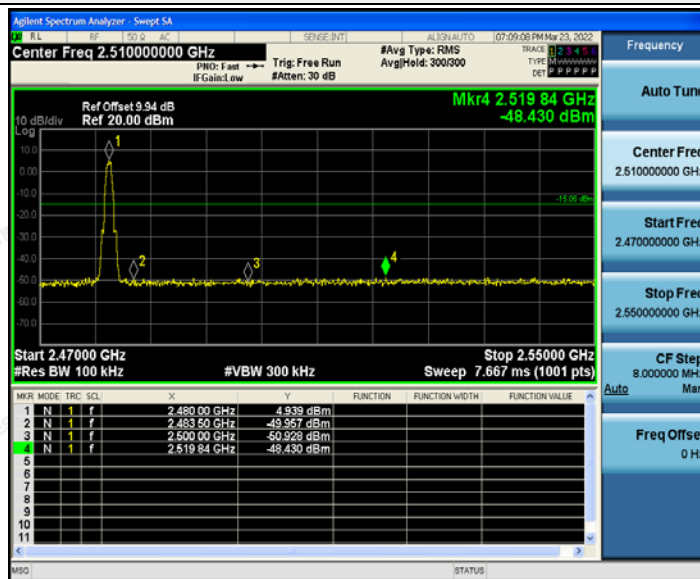 Agilent Spectrum Analyzer - Swept SA
RL RF 50 Ω AC SENSE:INT ALIGN AUTO 07:09:08 PM Mar 23, 2022
Center Freq 2.510000000 GHz
PNO: Fast
IFGain:Low
Trig: Free Run
#Atten: 30 dB
#Avg Type: RMS
Avg|Hold: 300/300
TRACE 1 2 3 4 5 6
TYPE M W W W W W
DET P P P P P P
Ref Offset 9.94 dB
Ref 20.00 dBm
10 dB/div
Log
Mkr4 2.519 84 GHz
-48.430 dBm
10.0
0.00
-10.0
-20.0
-30.0
-40.0
-50.0
-60.0
-70.0
1
2
3
4
-15.06 dBm
Start 2.47000 GHz Stop 2.55000 GHz
#Res BW 100 kHz #VBW 300 kHz Sweep 7.667 ms (1001 pts)
MKR MODE TRC SCL X Y FUNCTION FUNCTION WIDTH FUNCTION VALUE
1 N 1 f 2.480 00 GHz 4.939 dBm
2 N 1 f 2.483 50 GHz -49.957 dBm
3 N 1 f 2.500 00 GHz -50.928 dBm
4 N 1 f 2.519 84 GHz -48.430 dBm
5
6
7
8
9
10
11
MSG STATUS
Frequency
Auto Tune
Center Freq
2.510000000 GHz
Start Freq
2.470000000 GHz
Stop Freq
2.550000000 GHz
CF Step
8.000000 MHz
Auto Man
Freq Offset
0 Hz